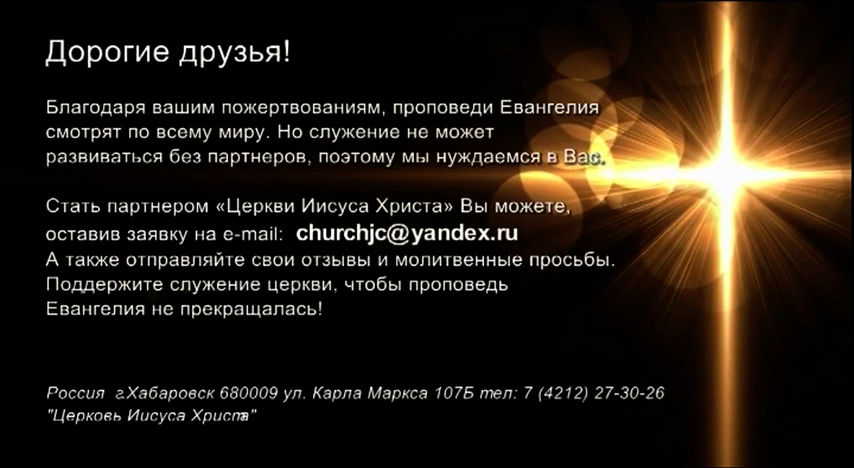 Дорогие друзья!
Благодаря вашим пожертвованиям, проповеди Евангелия
смотрят по всему миру. Но служение не может
развиваться без партнеров, поэтому мы нуждаемся в Вас.
Стать партнером «Церкви Иисуса Христа» Вы можете,
оставив заявку на e-mail: churchjc@yandex.ru
А также отправляйте свои отзывы и молитвенные просьбы.
Поддержите служение церкви, чтобы проповедь
Евангелия не прекращалась!
Россия г.Хабаровск 680009 ул. Карла Маркса 107Б тел: 7 (4212) 27-30-26
"Церковь Иисуса Христа"